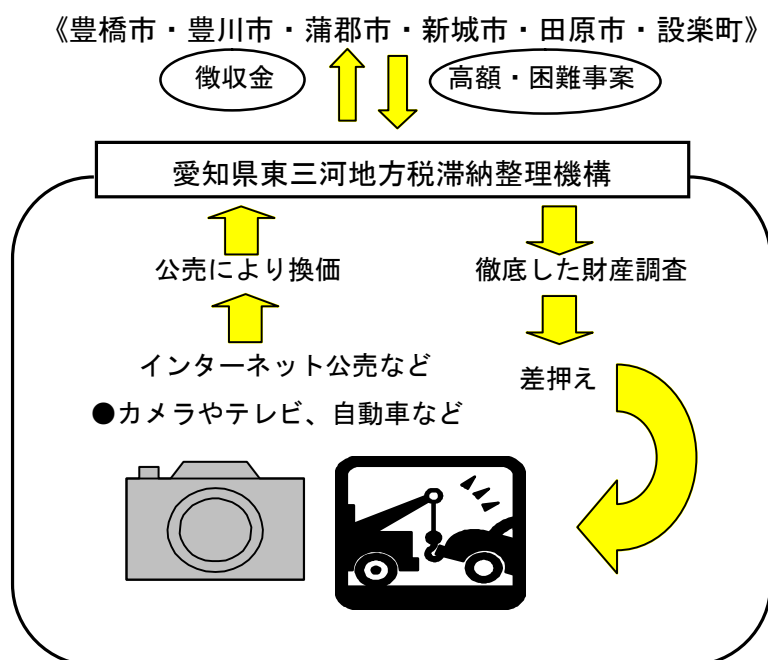 《豊橋市・豊川市・蒲郡市・新城市・田原市・設楽町》
徴収金
高額・困難事案
愛知県東三河地方税滞納整理機構
公売により換価
徹底した財産調査
インターネット公売など
差押え
●カメラやテレビ、自動車など